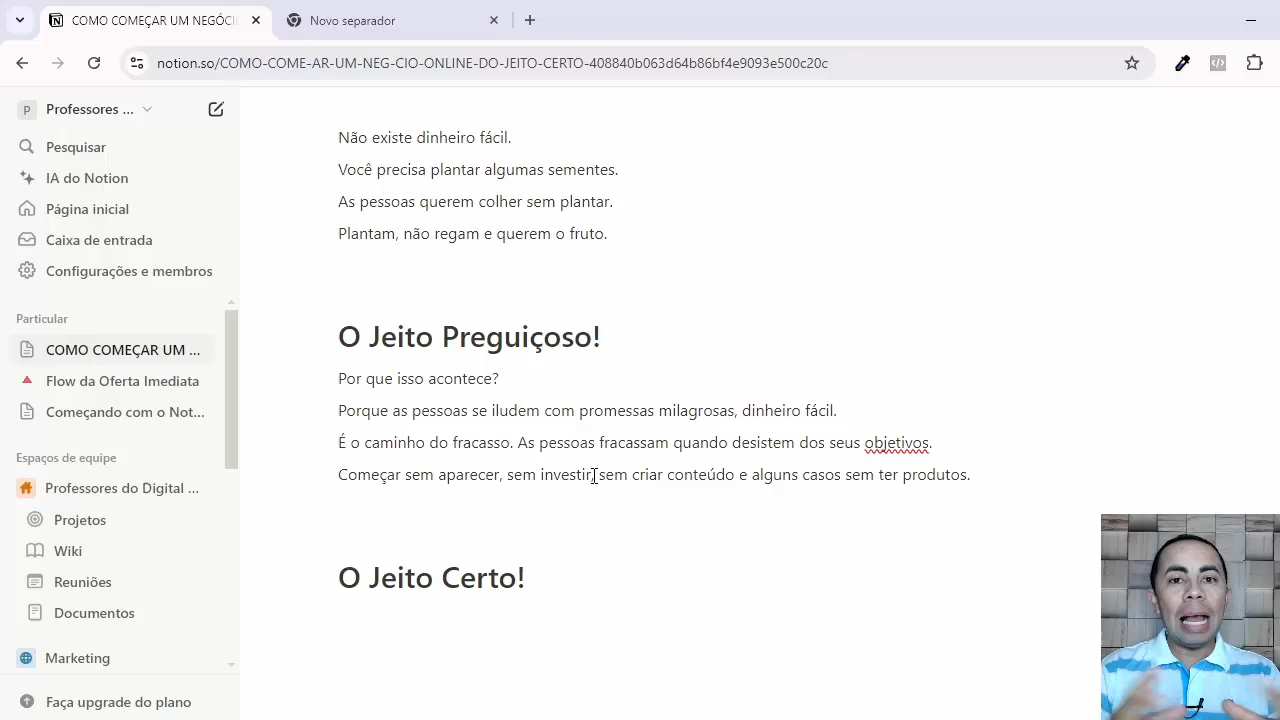 COMO COMEÇAR UM NEGÓCI
Novo separador
notion.so/COMO-COME-AR-UM-NEG-CIO-ONLINE-DO-JEITO-CERTO-408840b063d64b86bf4e9093e500c20c
P
Professores ...
Pesquisar
IA do Notion
Página inicial
Caixa de entrada
Configurações e membros
Particular
COMO COMEÇAR UM ...
Flow da Oferta Imediata
Começando com o Not...
Espaços de equipe
Professores do Digital ...
Projetos
Wiki
Reuniões
Documentos
Marketing
Faça upgrade do plano
Não existe dinheiro fácil.
Você precisa plantar algumas sementes.
As pessoas querem colher sem plantar.
Plantam, não regam e querem o fruto.
O Jeito Preguiçoso!
Por que isso acontece?
Porque as pessoas se iludem com promessas milagrosas, dinheiro fácil.
É o caminho do fracasso. As pessoas fracassam quando desistem dos seus objetivos.
Começar sem aparecer, sem investir, sem criar conteúdo e alguns casos sem ter produtos.
O Jeito Certo!